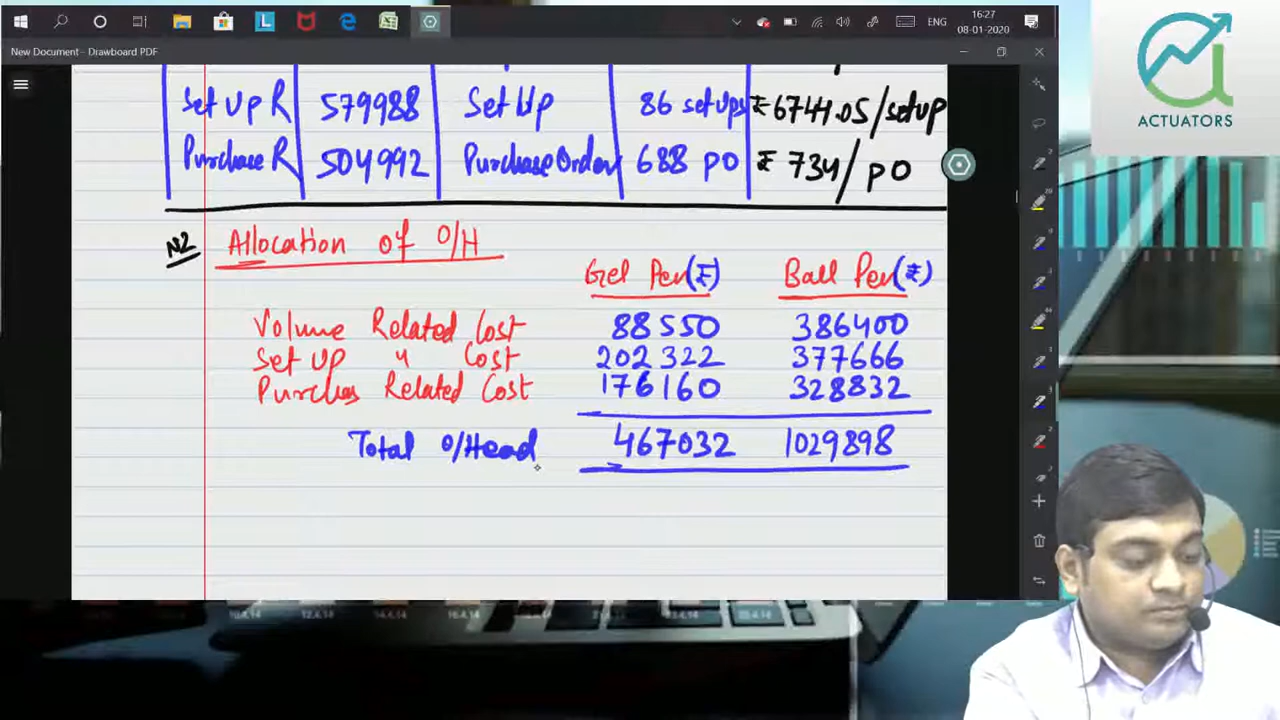 16:27
ENG
08-01-2020
New Document - Drawboard PDF
ACTUATORS
Set Up R 579988 Set Up 86 setups ₹6744.05/setup
Purchase R 504992 Purchase Order 688 PO ₹ 734/PO
N2 Allocation of O/H
Gel Pen(₹) Ball Pen(₹)
Volume Related Cost 88550 386400
Set Up " Cost 202322 377666
Purchas Related Cost 176160 328832
Total O/Head 467032 1029898